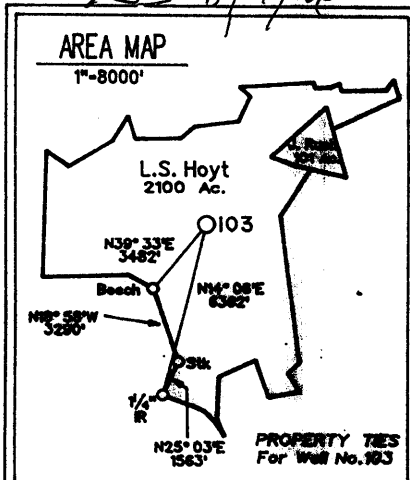 AREA MAP
1"=8000'
L.S. Hoyt
2100 Ac.
103
N39° 33'E
3482'
Beech
N14° 08'E
6382'
N18° 58'W
3290'
Stk
1/4"
IR
N25° 03'E
1563'
PROPERTY TIES
For Well No.103